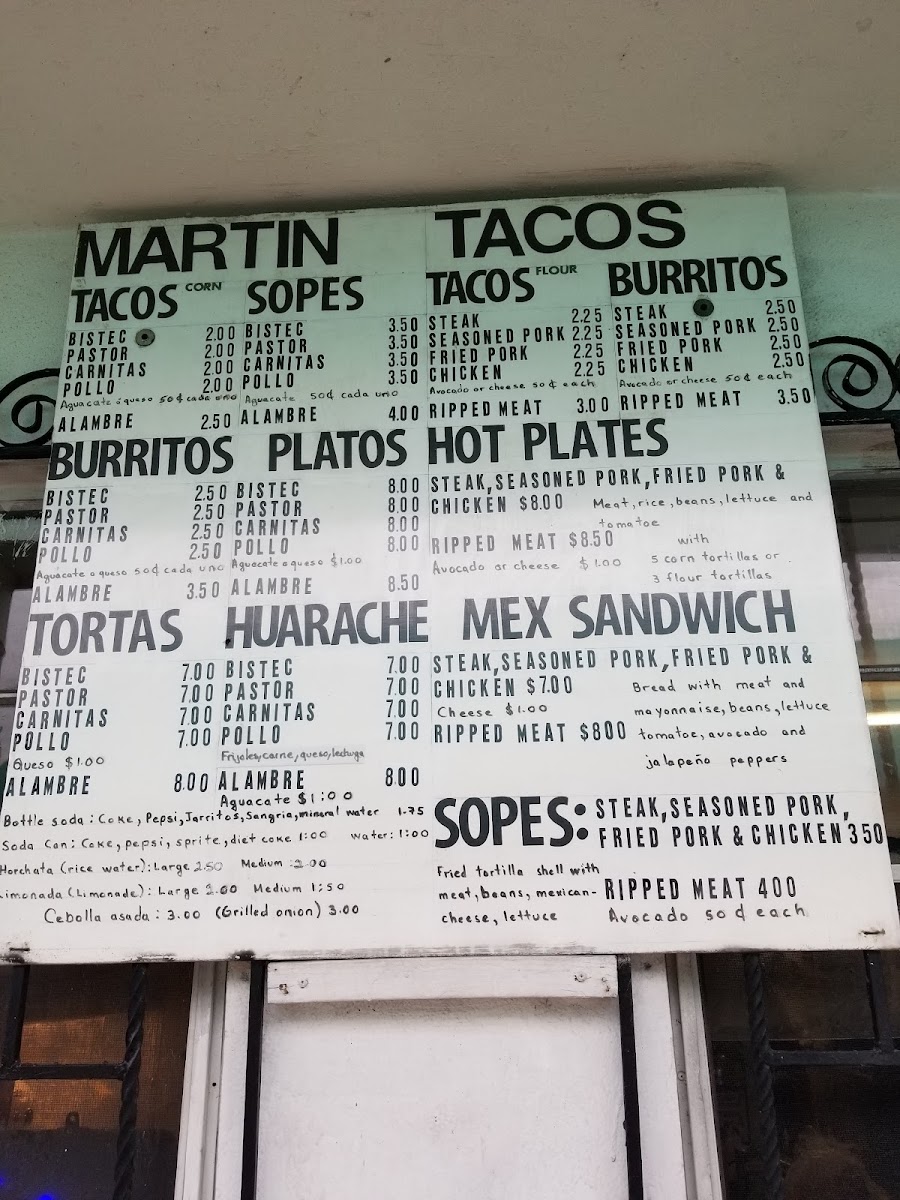 MARTIN TACOS
TACOS CORN
BISTEC 2.00
PASTOR 2.00
CARNITAS 2.00
POLLO 2.00
Aguacate ó queso 50¢ cada uno
ALAMBRE 2.50
SOPES
BISTEC 3.50
PASTOR 3.50
CARNITAS 3.50
POLLO 3.50
Aguacate 50¢ cada uno
ALAMBRE 4.00
TACOS FLOUR
STEAK 2.25
SEASONED PORK 2.25
FRIED PORK 2.25
CHICKEN 2.25
Avocado or cheese 50¢ each
RIPPED MEAT 3.00
BURRITOS
STEAK 2.50
SEASONED PORK 2.50
FRIED PORK 2.50
CHICKEN 2.50
Avocado or cheese 50¢ each
RIPPED MEAT 3.50
BURRITOS
BISTEC 2.50
PASTOR 2.50
CARNITAS 2.50
POLLO 2.50
Aguacate o queso 50¢ cada uno
ALAMBRE 3.50
PLATOS
BISTEC 8.00
PASTOR 8.00
CARNITAS 8.00
POLLO 8.00
Aguacate o queso $1.00
ALAMBRE 8.50
HOT PLATES
STEAK,SEASONED PORK,FRIED PORK &
CHICKEN $8.00
RIPPED MEAT $8.50
Avocado or cheese $1.00
Meat,rice,beans,lettuce and
tomatoe
with
5 corn tortillas or
3 flour tortillas
TORTAS
BISTEC 7.00
PASTOR 7.00
CARNITAS 7.00
POLLO 7.00
Queso $1.00
ALAMBRE 8.00
HUARACHE
BISTEC 7.00
PASTOR 7.00
CARNITAS 7.00
POLLO 7.00
Frijoles,carne,queso,lechuga
ALAMBRE 8.00
Aguacate $1:00
MEX SANDWICH
STEAK,SEASONED PORK,FRIED PORK &
CHICKEN $7.00
Cheese $1.00
RIPPED MEAT $800
Bread with meat and
mayonnaise,beans,lettuce
tomatoe,avocado and
jalapeño peppers
Bottle soda: Coke, Pepsi, Jarritos, Sangria, mineral water 1.75
Soda Can: Coke, pepsi, sprite, diet coke 1:00 water: 1:00
Horchata (rice water): Large 2.50 Medium :2.00
Limonada (Limonade): Large 2.00 Medium 1:50
Cebolla asada: 3.00 (Grilled onion) 3.00
SOPES:
STEAK,SEASONED PORK,
FRIED PORK & CHICKEN 350
Fried tortilla shell with
meat,beans, mexican-
cheese, lettuce
RIPPED MEAT 400
Avocado 50¢ each